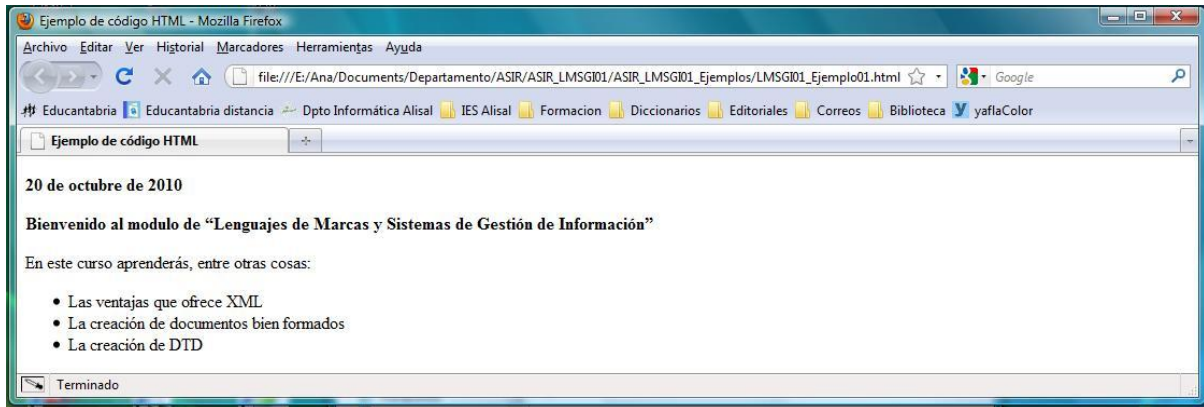 Ejemplo de código HTML - Mozilla Firefox
Archivo Editar Ver Historial Marcadores Herramientas Ayuda
file:///E:/Ana/Documents/Departamento/ASIR/ASIR_LMSGI01/ASIR_LMSGI01_Ejemplos/LMSGI01_Ejemplo01.html Google
Educantabria Educantabria distancia Dpto Informática Alisal IES Alisal Formacion Diccionarios Editoriales Correos Biblioteca yaflaColor
Ejemplo de código HTML
20 de octubre de 2010
Bienvenido al modulo de “Lenguajes de Marcas y Sistemas de Gestión de Información”
En este curso aprenderás, entre otras cosas:
• Las ventajas que ofrece XML
• La creación de documentos bien formados
• La creación de DTD
Terminado